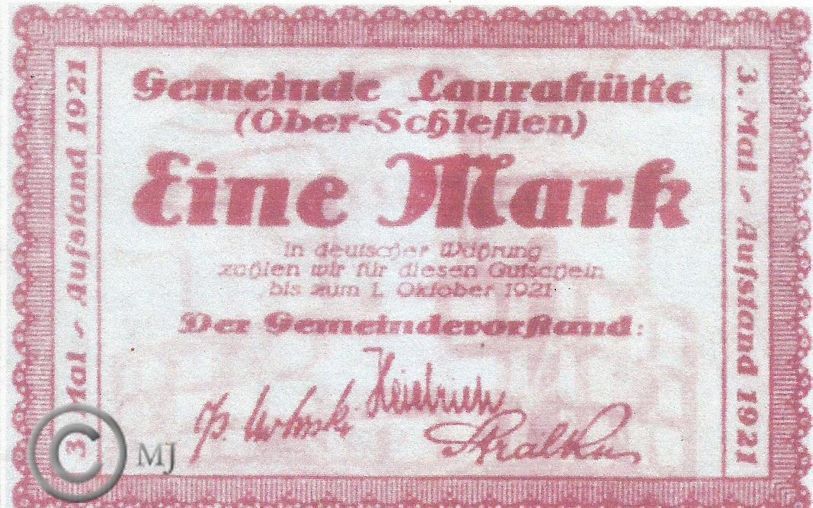 Gemeinde Laurahütte
(Ober-Schlesien)
Eine Mark
In deutscher Währung
zahlen wir für diesen Gutschein
bis zum 1. Oktober 1921
Der Gemeindevorstand:
3. Mai - Aufstand 1921
3. Mai - Aufstand 1921
© MJ